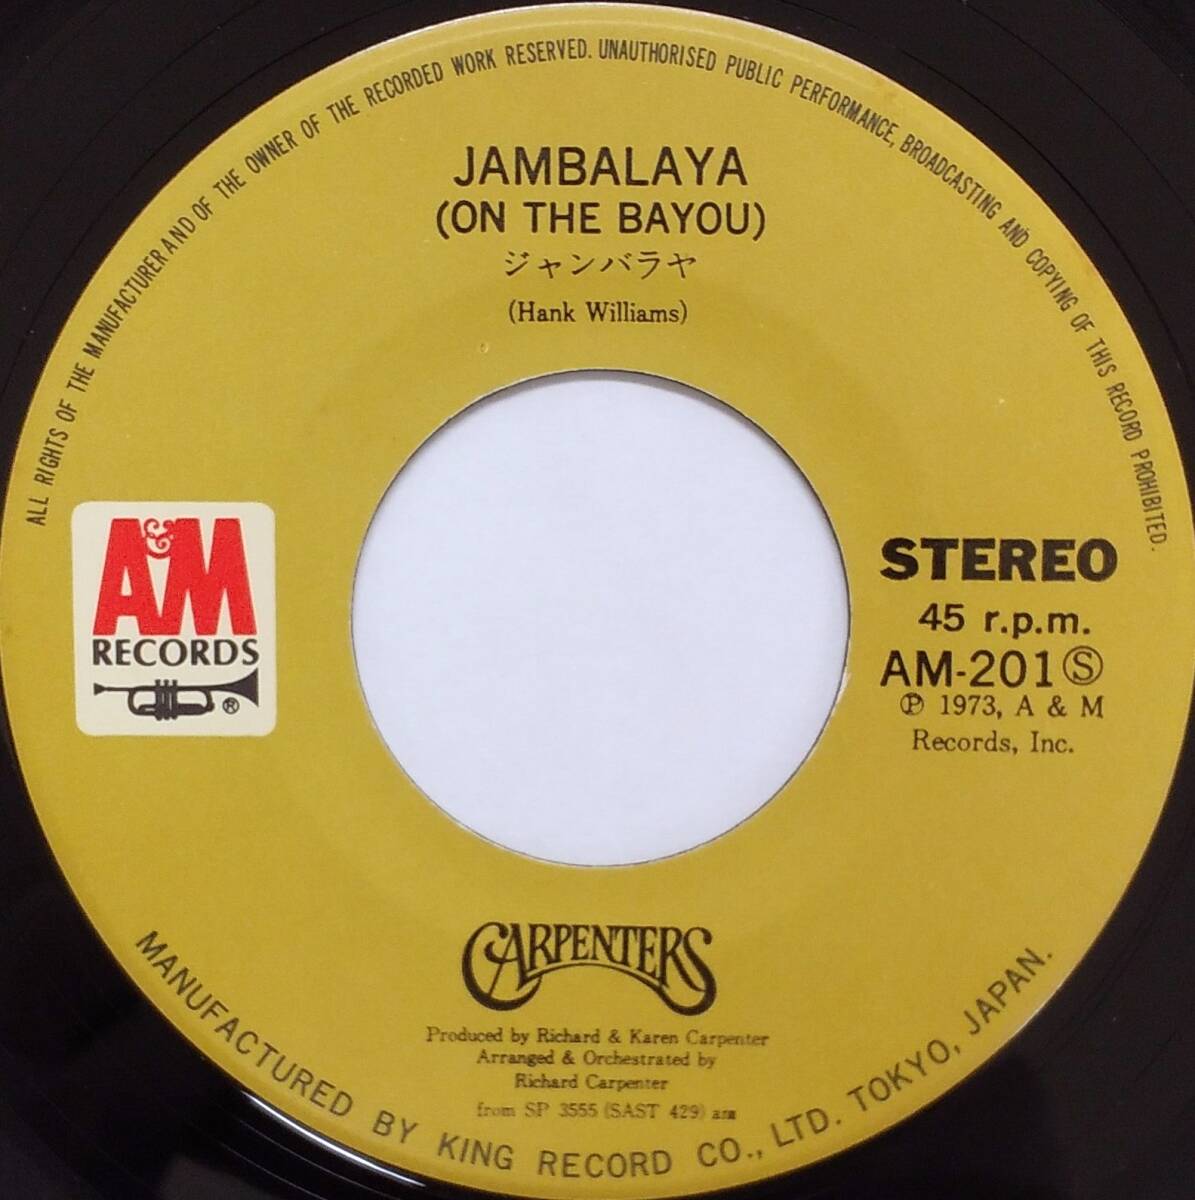 ALL RIGHTS OF THE MANUFACTURER AND OF THE OWNER OF THE RECORDED WORK RESERVED. UNAUTHORISED PUBLIC PERFORMANCE, BROADCASTING AND COPYING OF THIS RECORD PROHIBITED.
JAMBALAYA
(ON THE BAYOU)
ジャンバラヤ
(Hank Williams)
A&M
RECORDS
®
STEREO
45 r.p.m.
AM-201Ⓢ
℗ 1973, A & M
Records, Inc.
CARPENTERS
Produced by Richard & Karen Carpenter
Arranged & Orchestrated by
Richard Carpenter
from SP 3555 (SAST 429) am
MANUFACTURED BY KING RECORD CO., LTD. TOKYO, JAPAN.